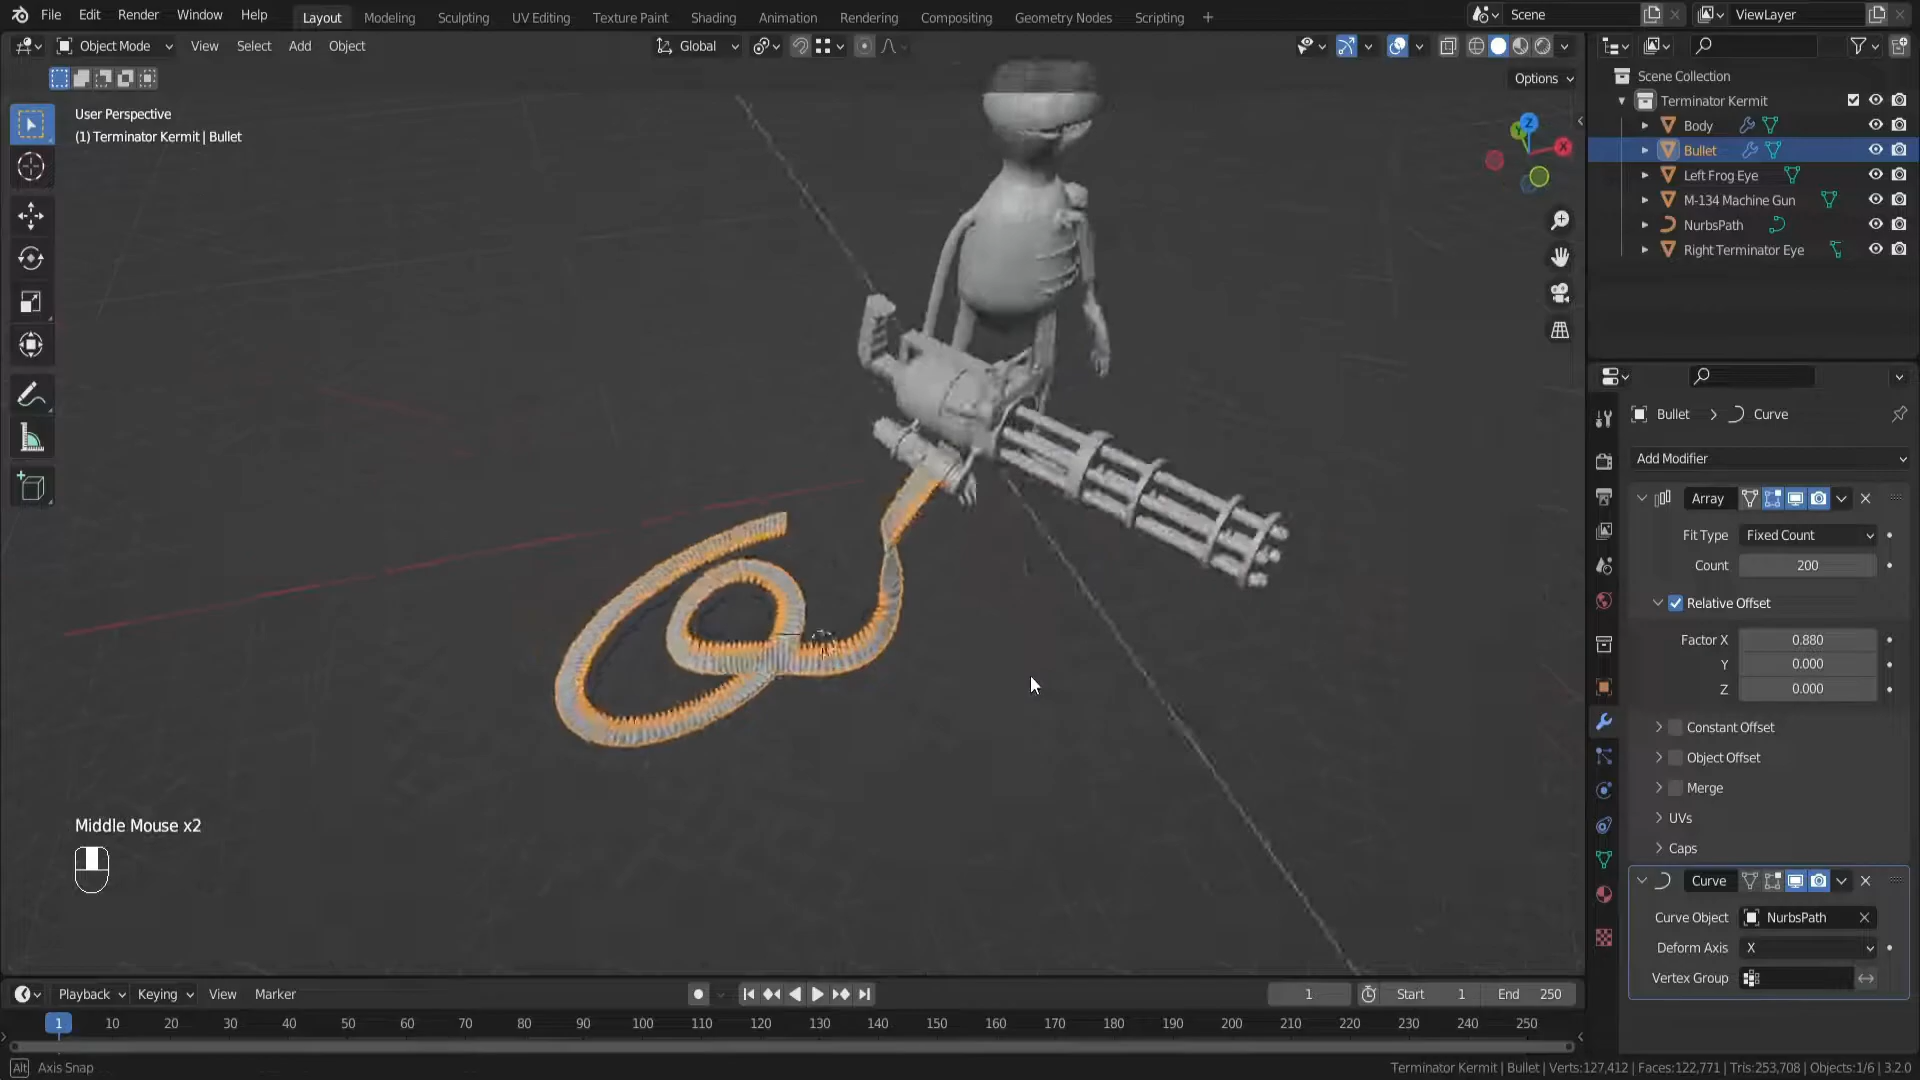 File Edit Render Window Help Layout Modeling Sculpting UV Editing Texture Paint Shading Animation Rendering Compositing Geometry Nodes Scripting + Scene ViewLayer
Object Mode View Select Add Object Global
Options
User Perspective
(1) Terminator Kermit | Bullet
Z
Y
X
Scene Collection
Terminator Kermit
Body
Bullet
Left Frog Eye
M-134 Machine Gun
NurbsPath
Right Terminator Eye
Bullet > Curve
Add Modifier
Array
Fit Type Fixed Count
Count 200
Relative Offset
Factor X 0.880
Y 0.000
Z 0.000
Constant Offset
Object Offset
Merge
UVs
Caps
Curve
Curve Object NurbsPath
Deform Axis X
Vertex Group
Middle Mouse x2
Playback Keying View Marker 1 Start 1 End 250
1 10 20 30 40 50 60 70 80 90 100 110 120 130 140 150 160 170 180 190 200 210 220 230 240 250
Alt Axis Snap
Terminator Kermit | Bullet | Verts:127,412 | Faces:122,771 | Tris:253,708 | Objects:1/6 | 3.2.0